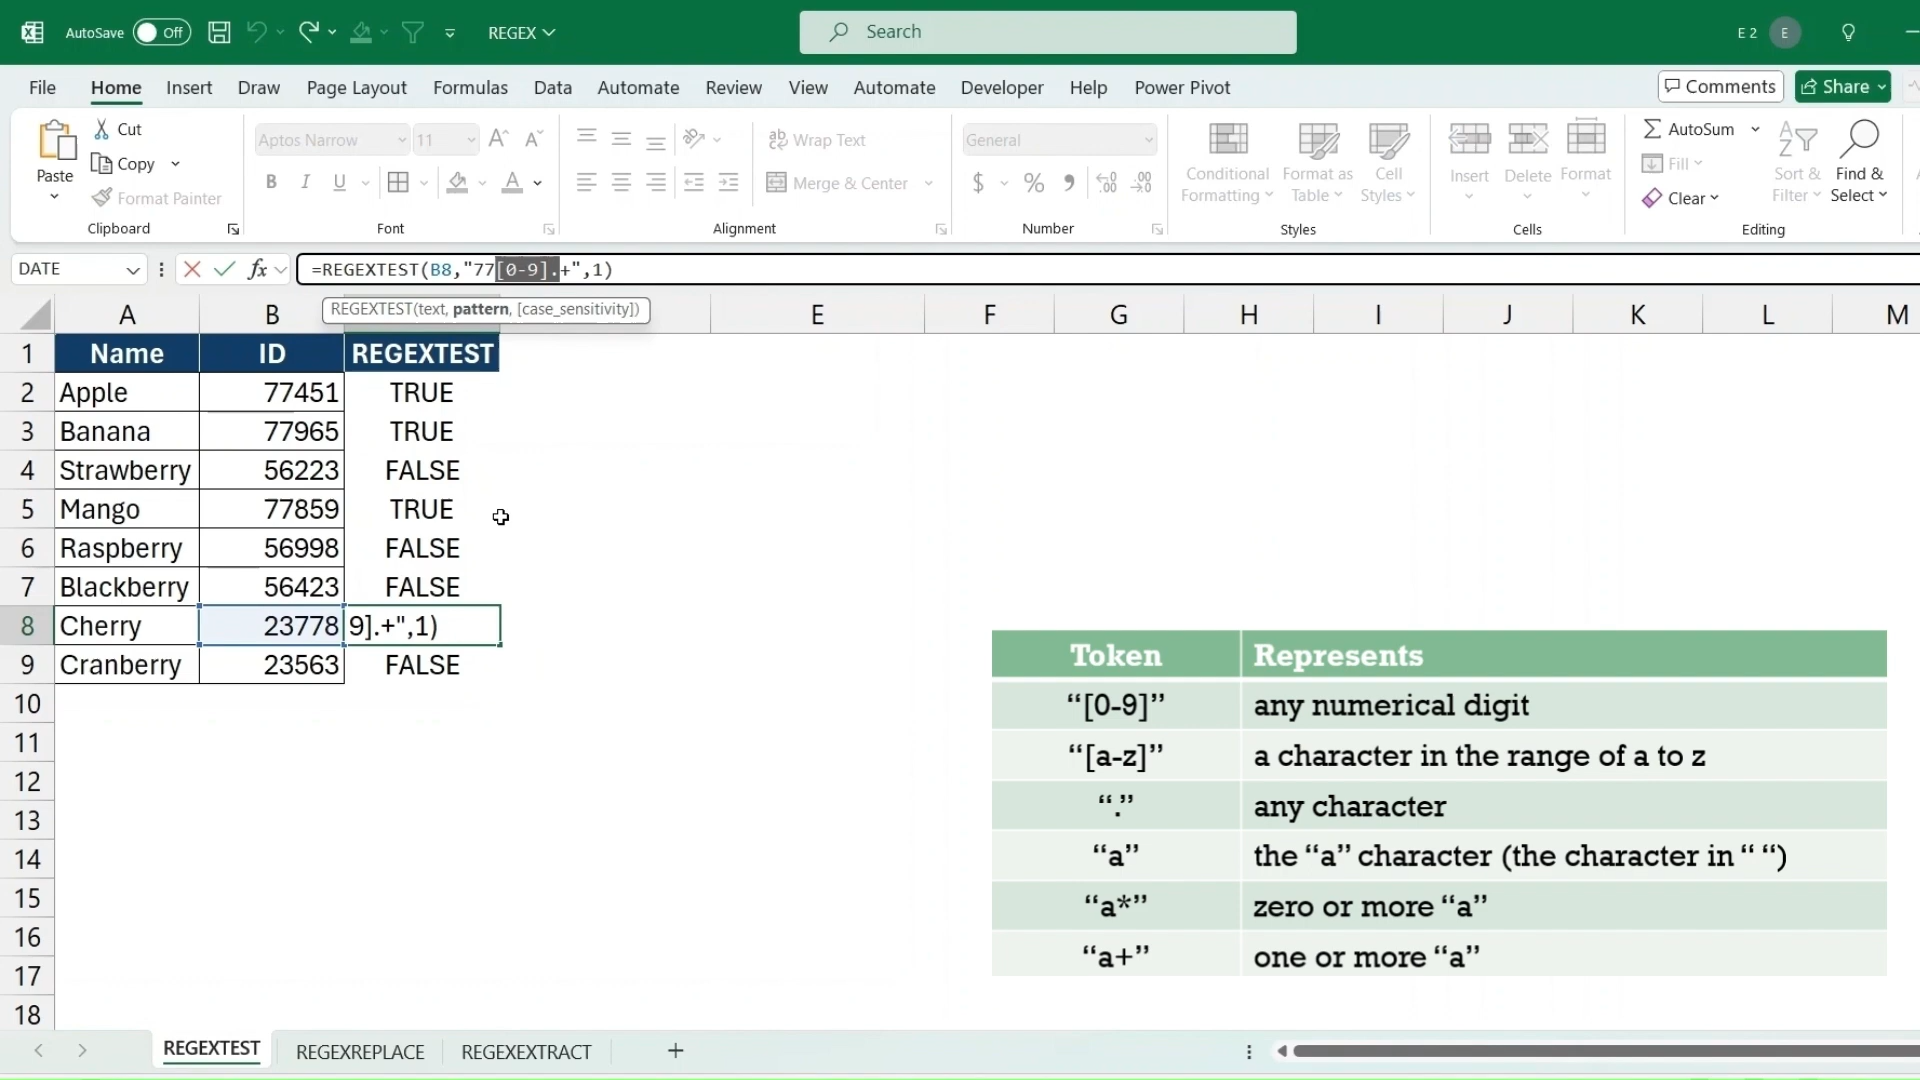 AutoSave Off REGEX Search E 2 E
File Home Insert Draw Page Layout Formulas Data Automate Review View Automate Developer Help Power Pivot Comments Share
Paste Cut Copy Format Painter Clipboard
Aptos Narrow 11 B I U A Font
ab Wrap Text Merge & Center Alignment
General $ % Number
Conditional Formatting Format as Table Cell Styles Styles
Insert Delete Format Cells
AutoSum Fill Clear Sort & Filter Find & Select Editing
DATE fx =REGEXTEST(B8,"77[0-9].+",1)
REGEXTEST(text, pattern, [case_sensitivity])
A B E F G H I J K L M
1 Name ID REGEXTEST
2 Apple 77451 TRUE
3 Banana 77965 TRUE
4 Strawberry 56223 FALSE
5 Mango 77859 TRUE
6 Raspberry 56998 FALSE
7 Blackberry 56423 FALSE
8 Cherry 23778 9].+",1)
9 Cranberry 23563 FALSE
10
11
12
13
14
15
16
17
18
Token Represents
“[0-9]” any numerical digit
“[a-z]” a character in the range of a to z
“.” any character
“a” the “a” character (the character in “ “)
“a*” zero or more “a”
“a+” one or more “a”
REGEXTEST REGEXREPLACE REGEXEXTRACT +